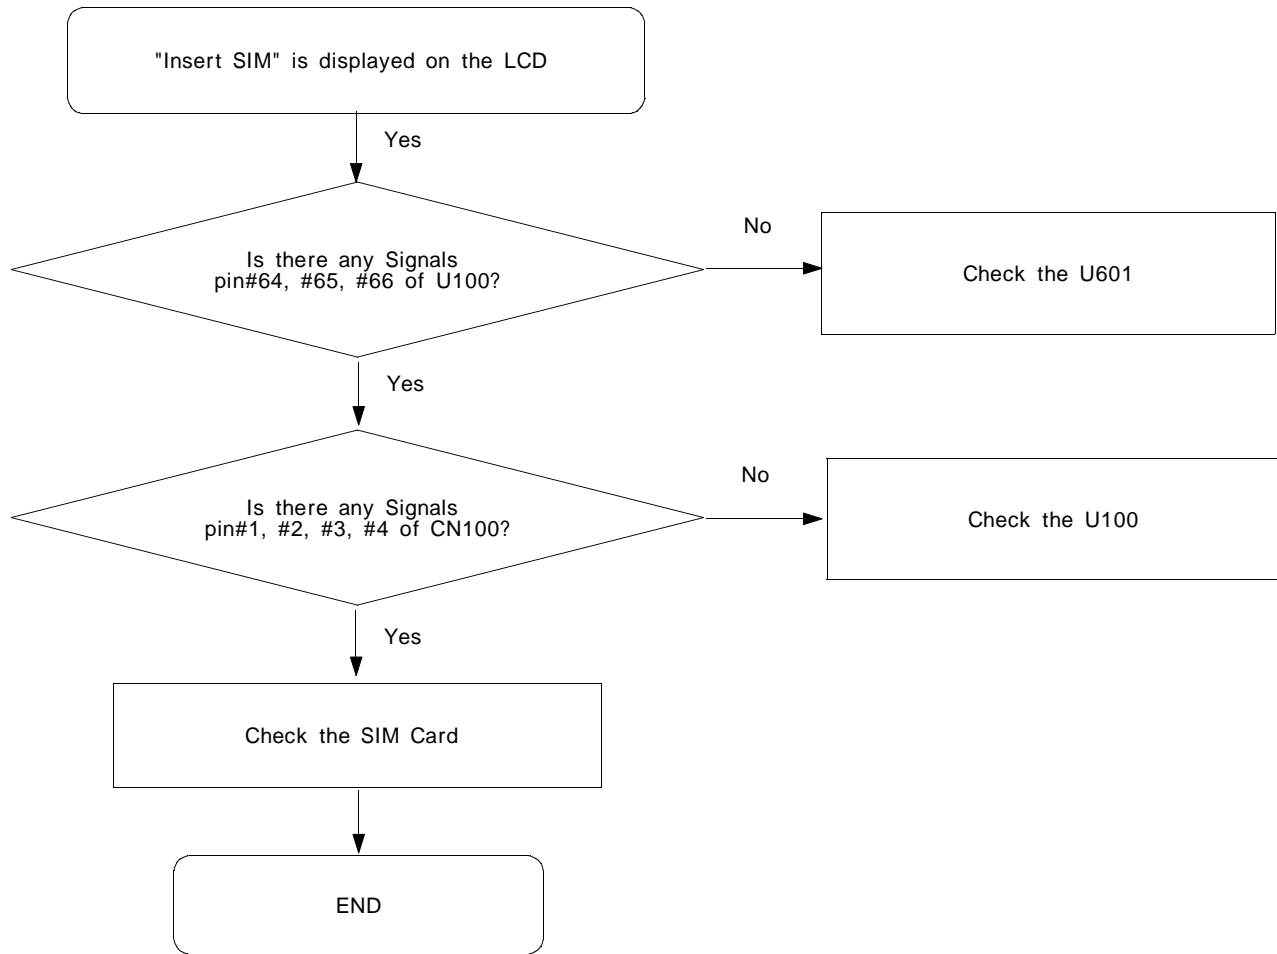 "Insert SIM" is displayed on the LCD
Yes
Is there any Signals
pin#64, #65, #66 of U100?
No
Check the U601
Yes
Is there any Signals
pin#1, #2, #3, #4 of CN100?
No
Check the U100
Yes
Check the SIM Card
END